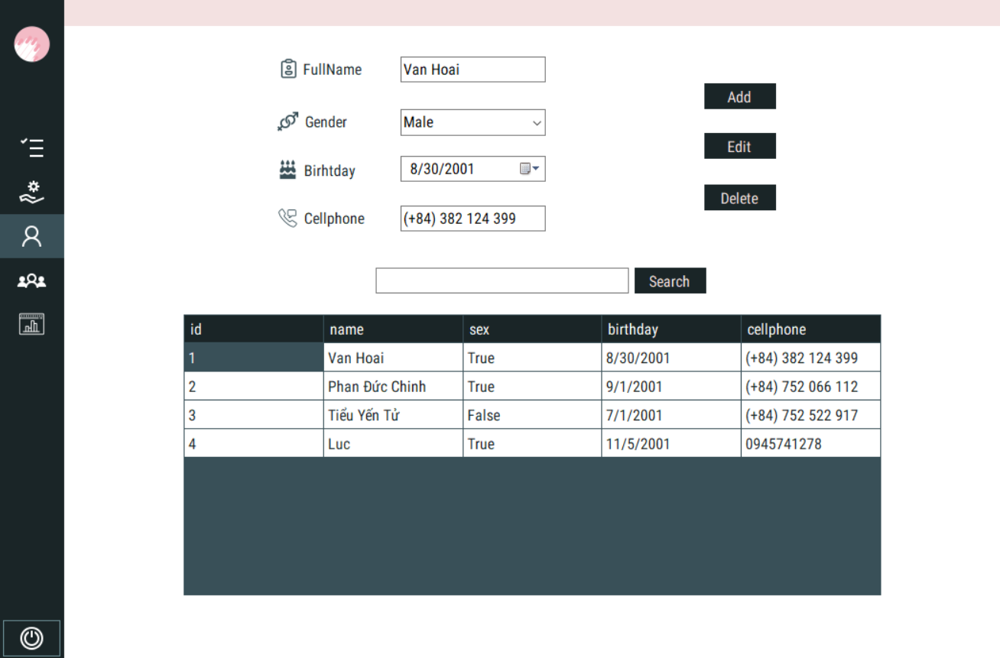 FullName Van Hoai
Add
Gender Male
Edit
Birhtday 8/30/2001
Delete
Cellphone (+84) 382 124 399
Search
id name sex birthday cellphone
1 Van Hoai True 8/30/2001 (+84) 382 124 399
2 Phan Đức Chinh True 9/1/2001 (+84) 752 066 112
3 Tiểu Yến Tử False 7/1/2001 (+84) 752 522 917
4 Luc True 11/5/2001 0945741278